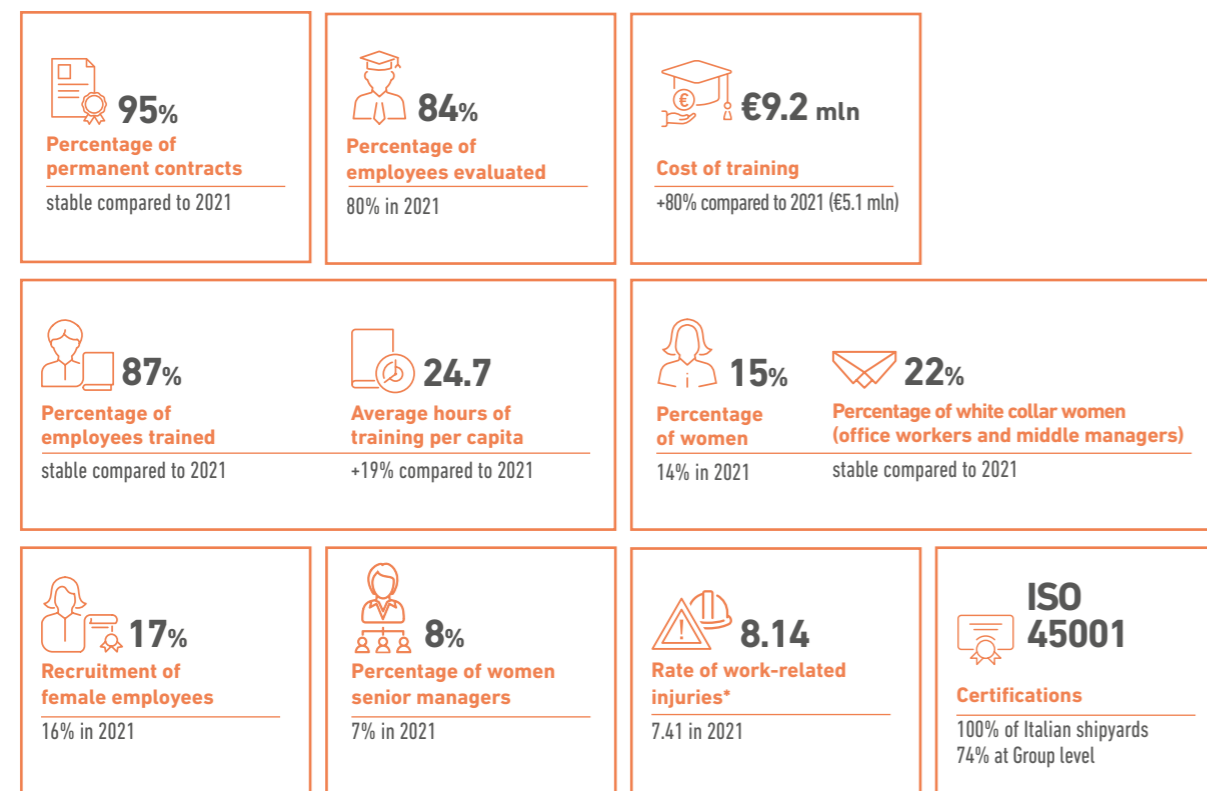 95%
Percentage of
permanent contracts
stable compared to 2021
84%
Percentage of
employees evaluated
80% in 2021
€
€9.2 mln
Cost of training
+80% compared to 2021 (€5.1 mln)
87%
Percentage of
employees trained
stable compared to 2021
24.7
Average hours of
training per capita
+19% compared to 2021
15%
Percentage
of women
14% in 2021
22%
Percentage of white collar women
(office workers and middle managers)
stable compared to 2021
17%
Recruitment of
female employees
16% in 2021
8%
Percentage of women
senior managers
7% in 2021
8.14
Rate of work-related
injuries*
7.41 in 2021
ISO
45001
Certifications
100% of Italian shipyards
74% at Group level